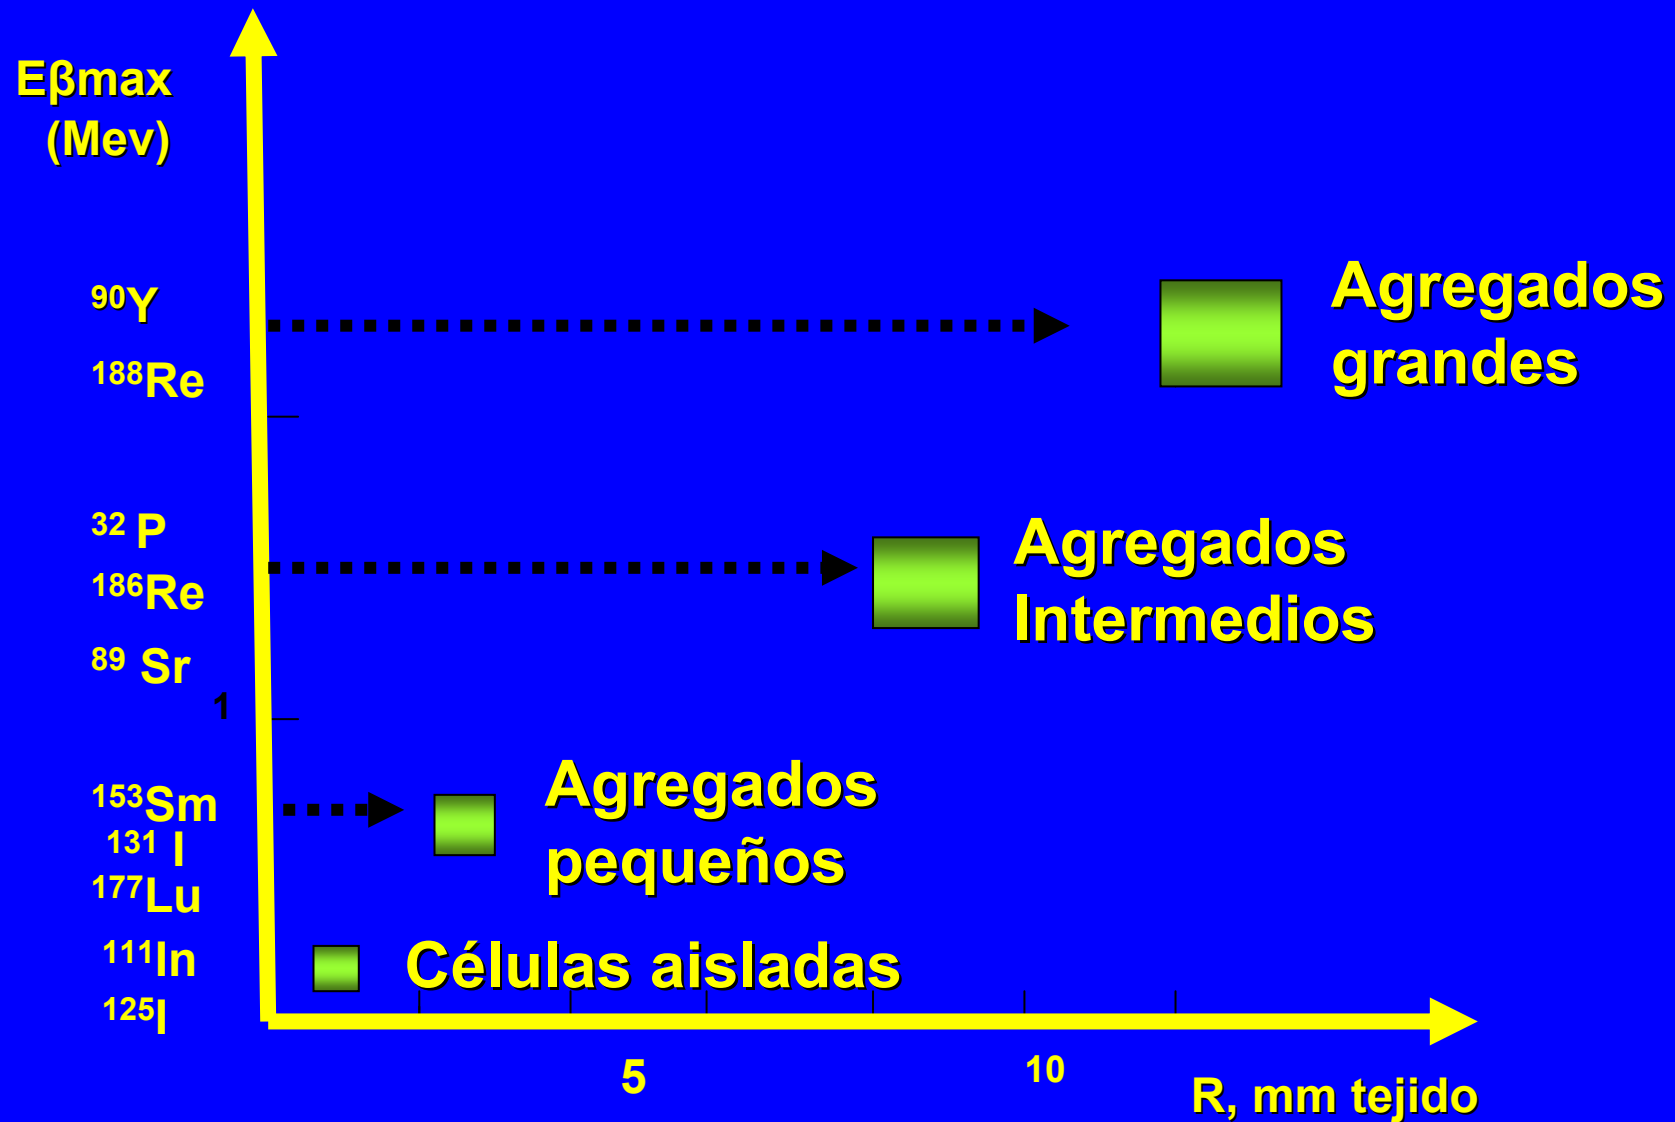 Eβmax
(Mev)
⁹⁰Y
¹⁸⁸Re
Agregados
grandes
³² P
¹⁸⁶Re
⁸⁹ Sr
Agregados
Intermedios
1
¹⁵³Sm
¹³¹ I
¹⁷⁷Lu
Agregados
pequeños
¹¹¹In
¹²⁵I
Células aisladas
5
10
R, mm tejido